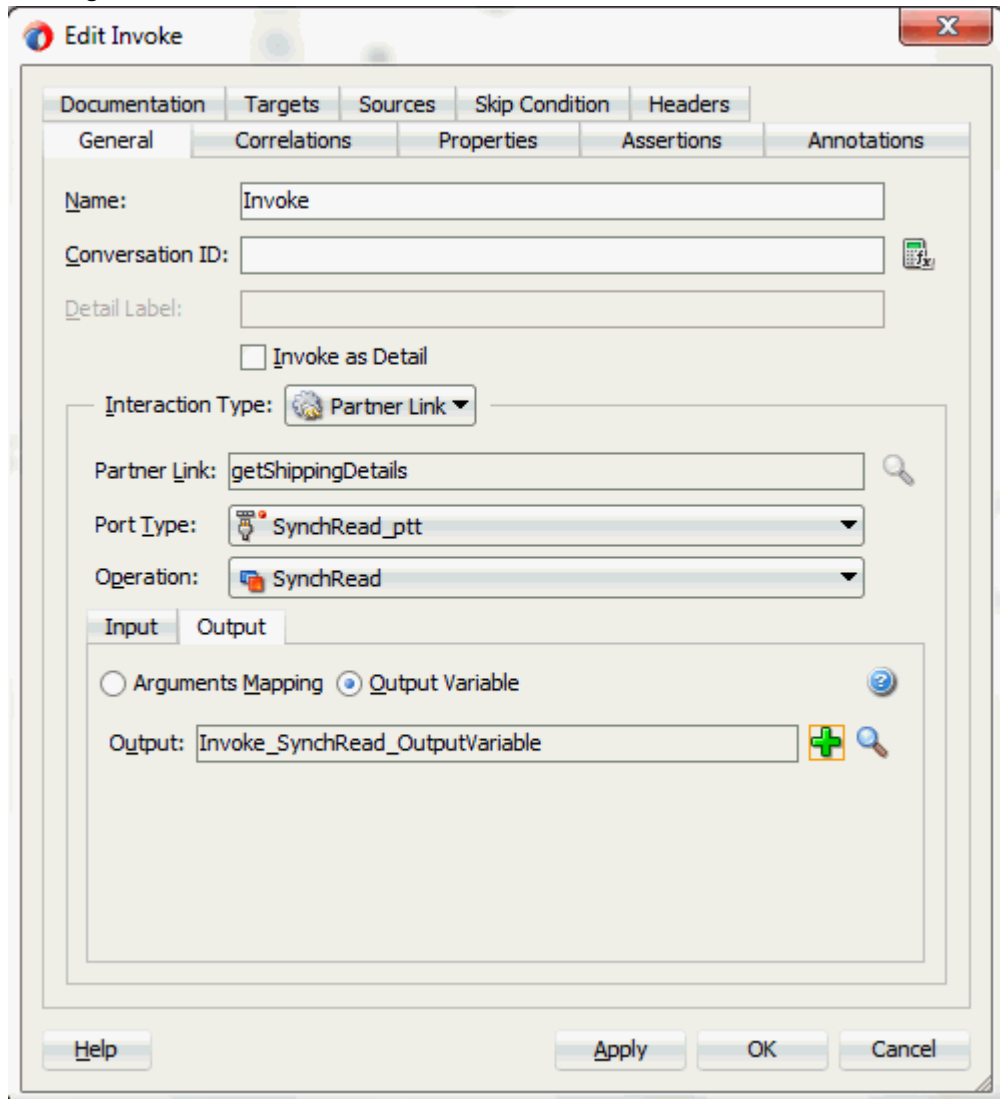 Edit Invoke
Documentation Targets Sources Skip Condition Headers
General Correlations Properties Assertions Annotations
Name: Invoke
Conversation ID:
Detail Label:
Invoke as Detail
Interaction Type: Partner Link
Partner Link: getShippingDetails
Port Type: SynchRead_ptt
Operation: SynchRead
Input Output
Arguments Mapping Output Variable
Output: Invoke_SynchRead_OutputVariable
Help Apply OK Cancel